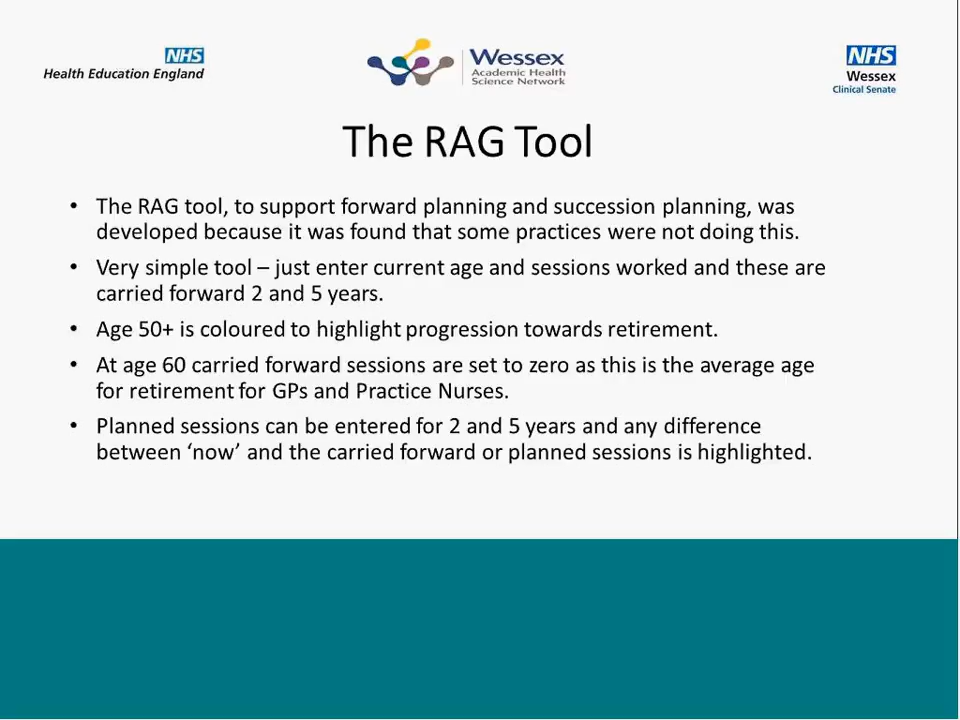 NHS
Health Education England
Wessex
Academic Health
Science Network
NHS
Wessex
Clinical Senate
The RAG Tool
• The RAG tool, to support forward planning and succession planning, was
developed because it was found that some practices were not doing this.
• Very simple tool – just enter current age and sessions worked and these are
carried forward 2 and 5 years.
• Age 50+ is coloured to highlight progression towards retirement.
• At age 60 carried forward sessions are set to zero as this is the average age
for retirement for GPs and Practice Nurses.
• Planned sessions can be entered for 2 and 5 years and any difference
between ‘now’ and the carried forward or planned sessions is highlighted.